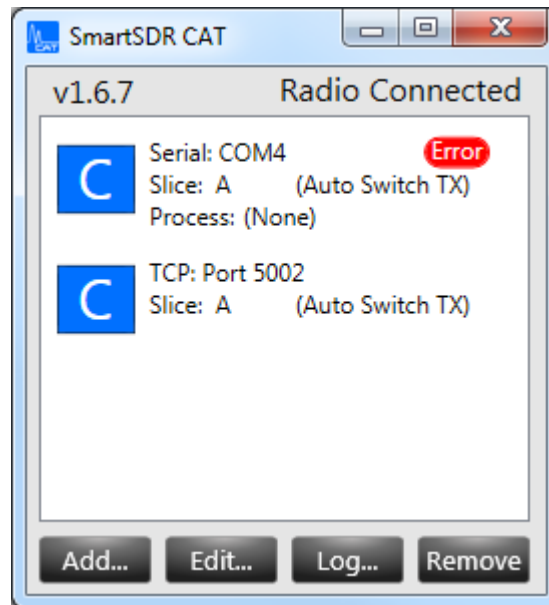 CAT SmartSDR CAT
v1.6.7 Radio Connected
C
Serial: COM4 Error
Slice: A (Auto Switch TX)
Process: (None)
C
TCP: Port 5002
Slice: A (Auto Switch TX)
Add... Edit... Log... Remove